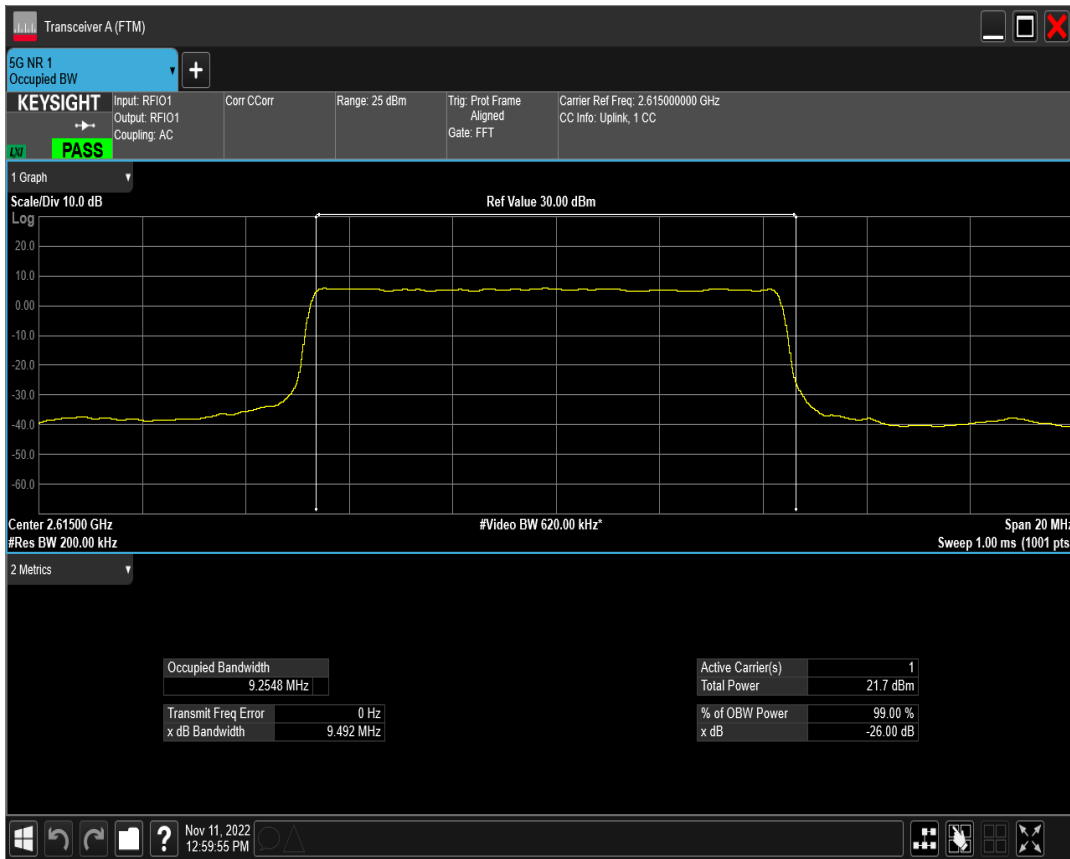 Transceiver A (FTM)
5G NR 1
Occupied BW
+
KEYSIGHT
LXI
PASS
Input: RFIO1
Output: RFIO1
Coupling: AC
Corr CCorr
Range: 25 dBm
Trig: Prot Frame
Aligned
Gate: FFT
Carrier Ref Freq: 2.615000000 GHz
CC Info: Uplink, 1 CC
1 Graph
Scale/Div 10.0 dB
Ref Value 30.00 dBm
Log
20.0
10.0
0.00
-10.0
-20.0
-30.0
-40.0
-50.0
-60.0
Center 2.61500 GHz
#Video BW 620.00 kHz*
Span 20 MHz
#Res BW 200.00 kHz
Sweep 1.00 ms (1001 pts
2 Metrics
Occupied Bandwidth
9.2548 MHz
Transmit Freq Error 0 Hz
x dB Bandwidth 9.492 MHz
Active Carrier(s) 1
Total Power 21.7 dBm
% of OBW Power 99.00 %
x dB -26.00 dB
?
Nov 11, 2022
12:59:55 PM